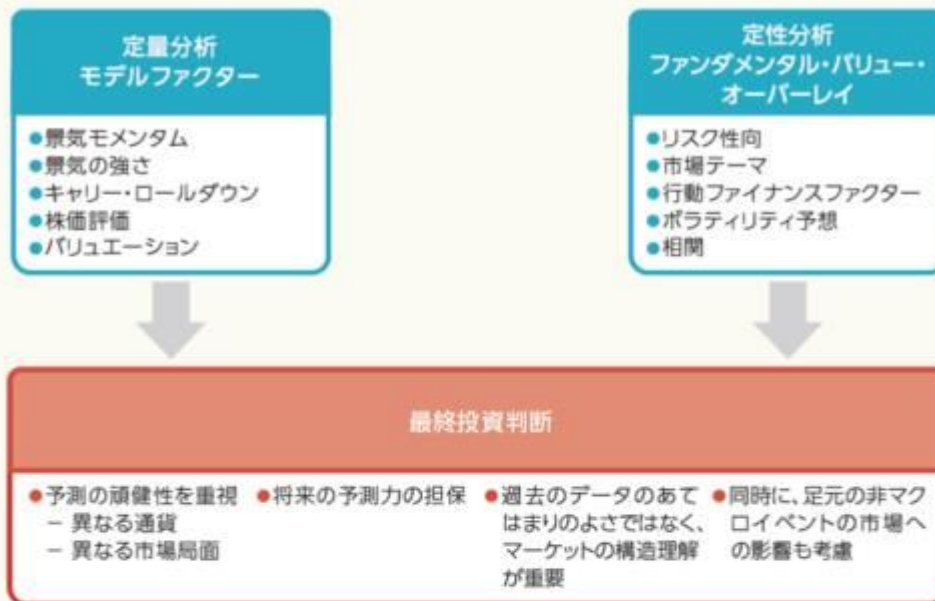 定量分析
モデルファクター
●景気モメンタム
●景気の強さ
●キャリー・ロールダウン
●株価評価
●バリュエーション
定性分析
ファンダメンタル・バリュー・
オーバーレイ
●リスク性向
●市場テーマ
●行動ファイナンスファクター
●ボラティリティ予想
●相関
最終投資判断
●予測の頑健性を重視
－ 異なる通貨
－ 異なる市場局面
●将来の予測力の担保
●過去のデータのあて
はまりのよさではなく、
マーケットの構造理解
が重要
●同時に、足元の非マク
ロイベントの市場へ
の影響も考慮